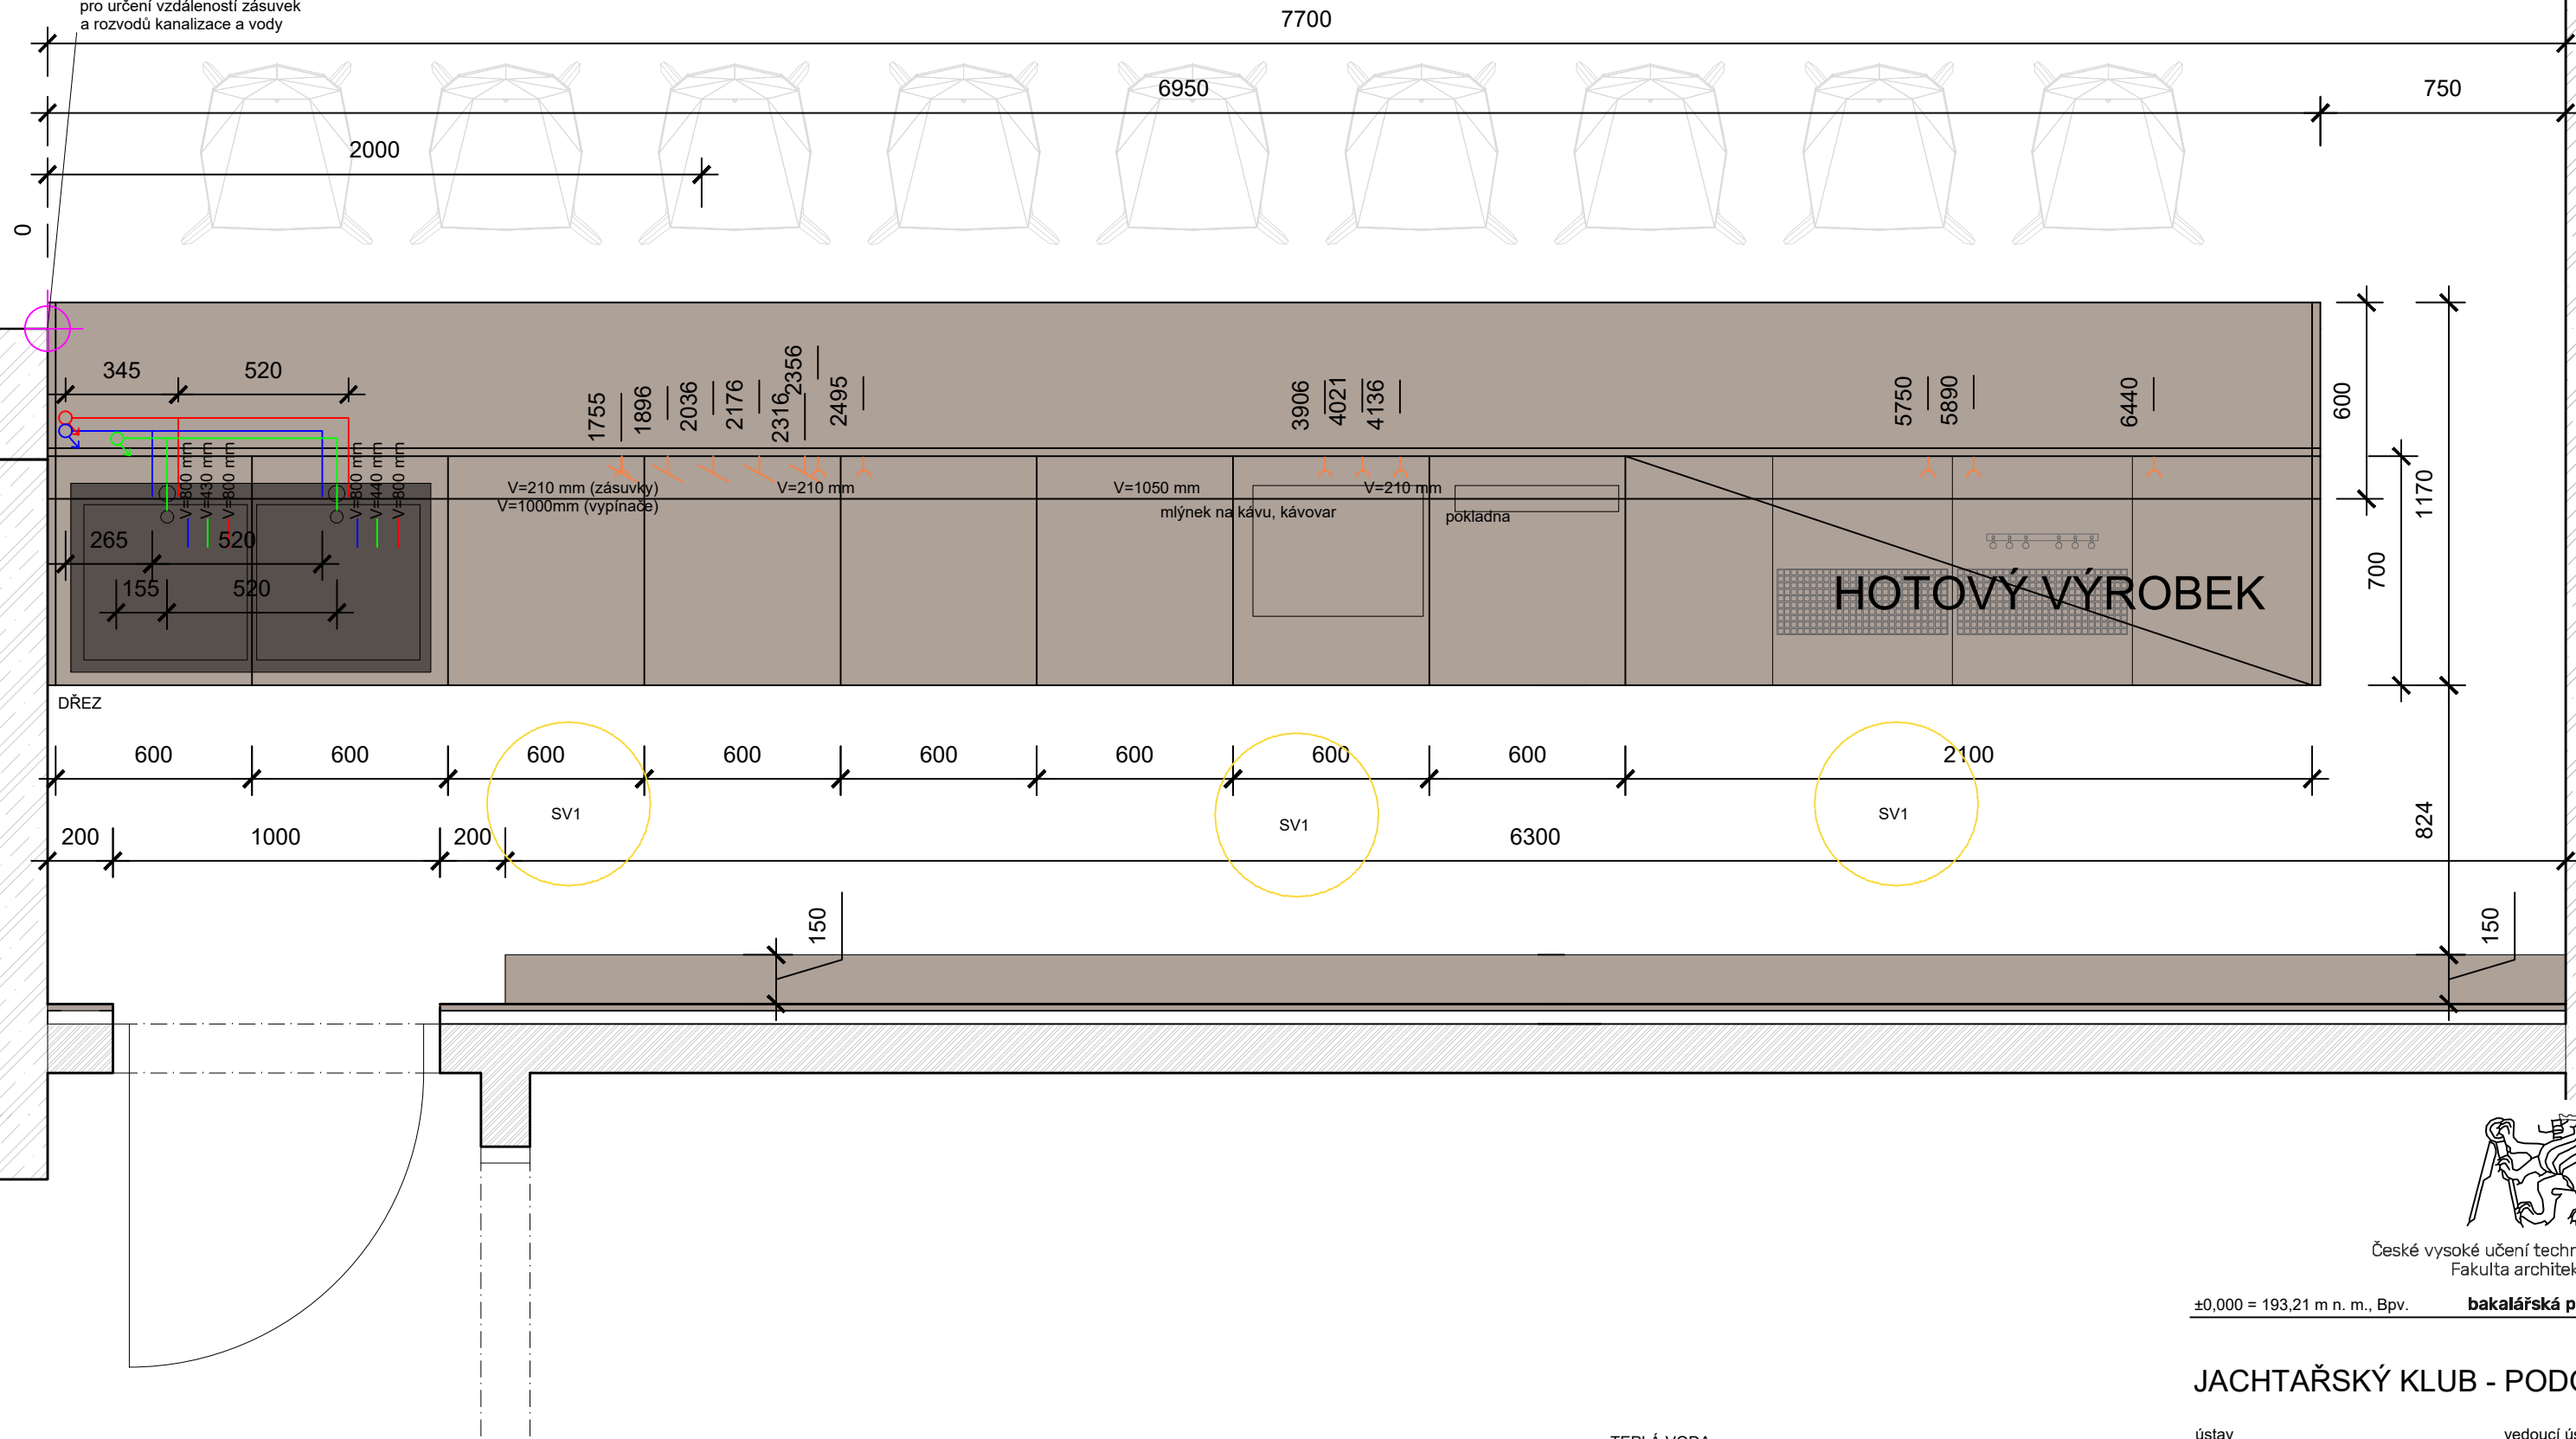 pro určení vzdáleností zásuvek
a rozvodů kanalizace a vody
7700
6950
750
2000
0
345
520
1755
1896
2036
2176
2316
2356
2495
3906
4021
4136
5750
5890
6440
600
1170
700
V=800 mm
V=430 mm
V=800 mm
V=800 mm
V=440 mm
V=800 mm
V=210 mm (zásuvky)
V=1000mm (vypínače)
V=210 mm
V=1050 mm
mlýnek na kávu, kávovar
V=210 mm
pokladna
265
520
155
520
HOTOVÝ VÝROBEK
DŘEZ
600
600
600
600
600
600
600
600
2100
SV1
SV1
SV1
824
200
1000
200
6300
150
150
České vysoké učení techn
Fakulta architek
±0,000 = 193,21 m n. m., Bpv.
bakalářská p
JACHTAŘSKÝ KLUB - PODO
TEPLÁ VODA
ústav
vedoucí ús